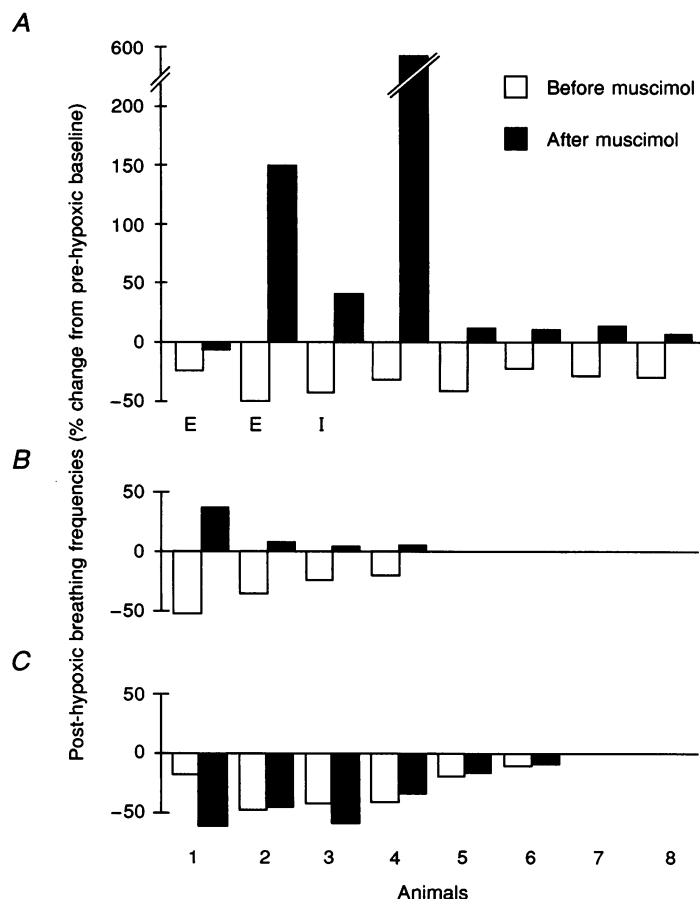 A
600
200
150
100
50
0
−50
Before muscimol
After muscimol
E E I
B
50
0
−50
C
50
0
−50
1 2 3 4 5 6 7 8
Animals
Post-hypoxic breathing frequencies (% change from pre-hypoxic baseline)